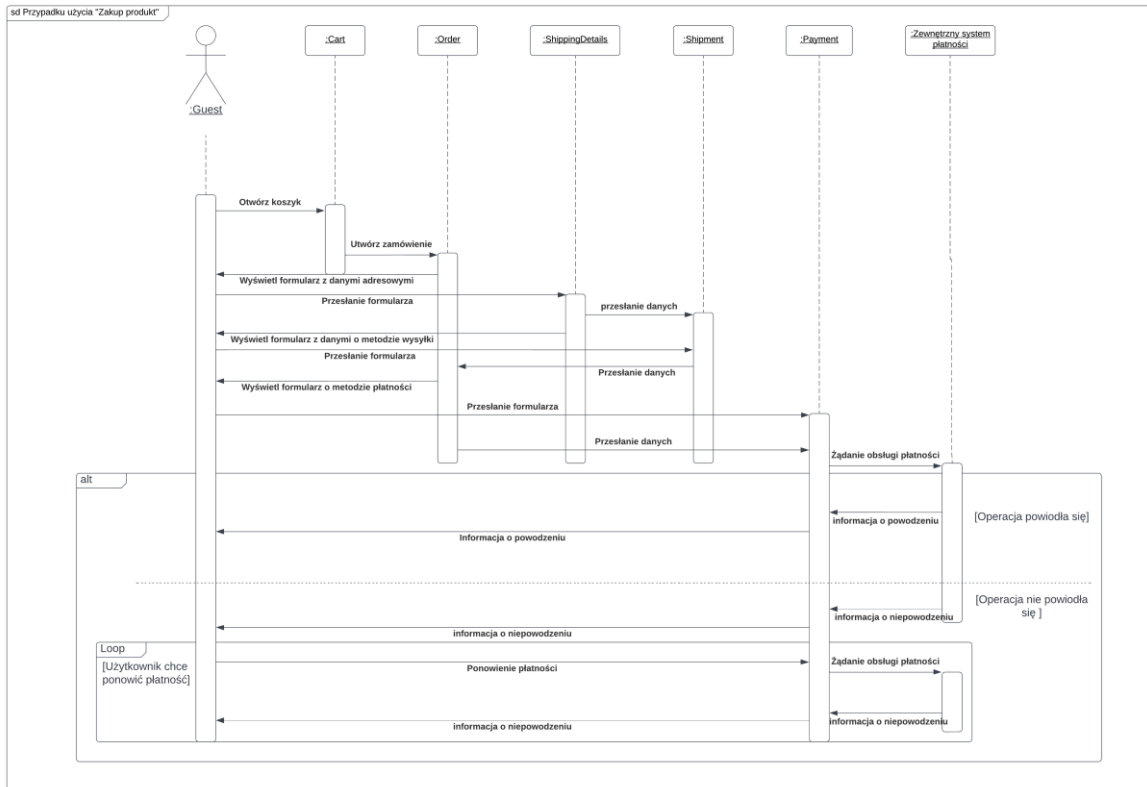 sd Przypadku użycia "Zakup produkt"
:Guest
:Cart
:Order
:ShippingDetails
:Shipment
:Payment
:Zewnętrzny system
płatności
Otwórz koszyk
Utwórz zamówienie
Wyświetl formularz z danymi adresowymi
Przesłanie formularza
przesłanie danych
Wyświetl formularz z danymi o metodzie wysyłki
Przesłanie formularza
Przesłanie danych
Wyświetl formularz o metodzie płatności
Przesłanie formularza
Przesłanie danych
Żądanie obsługi płatności
alt
[Operacja powiodła się]
informacja o powodzeniu
Informacja o powodzeniu
[Operacja nie powiodła
się ]
informacja o niepowodzeniu
informacja o niepowodzeniu
Loop
[Użytkownik chce
ponowić płatność]
Ponowienie płatności
Żądanie obsługi płatności
informacja o niepowodzeniu
informacja o niepowodzeniu